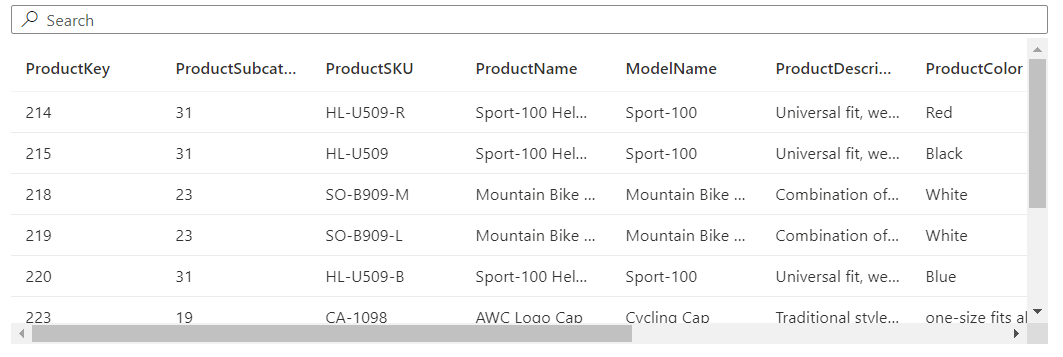 Search
ProductKey ProductSubcat... ProductSKU ProductName ModelName ProductDescri... ProductColor
214 31 HL-U509-R Sport-100 Hel... Sport-100 Universal fit, we... Red
215 31 HL-U509 Sport-100 Hel... Sport-100 Universal fit, we... Black
218 23 SO-B909-M Mountain Bike ... Mountain Bike ... Combination of... White
219 23 SO-B909-L Mountain Bike ... Mountain Bike ... Combination of... White
220 31 HL-U509-B Sport-100 Hel... Sport-100 Universal fit, we... Blue
223 19 CA-1098 AWC Logo Cap Cycling Cap Traditional style... one-size fits al